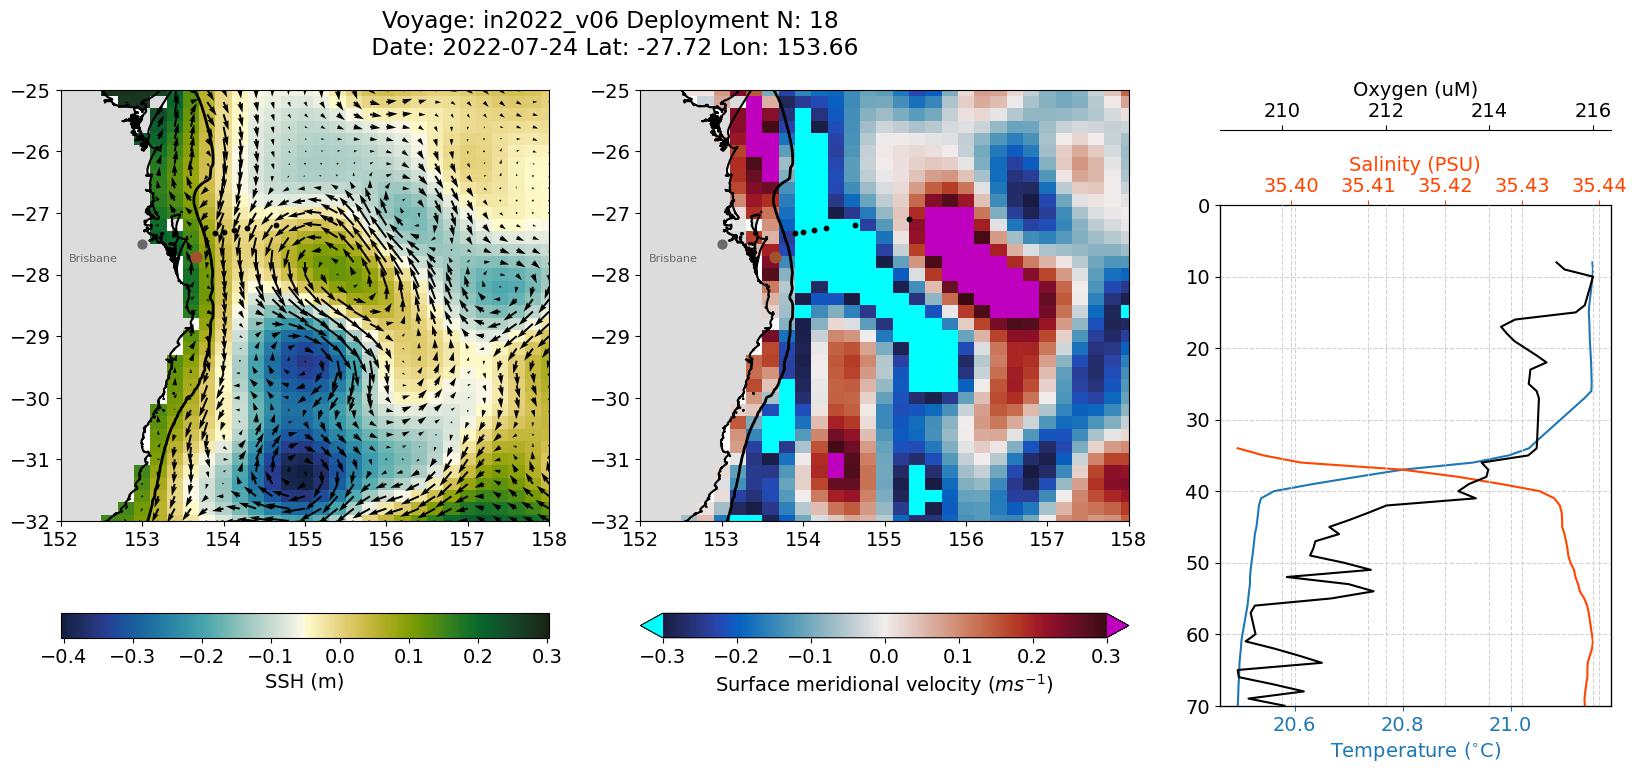 Voyage: in2022_v06 Deployment N: 18
Date: 2022-07-24 Lat: -27.72 Lon: 153.66
−25
−26
−27
−28
−29
−30
−31
−32
152 153 154 155 156 157 158
Brisbane
−0.4 −0.3 −0.2 −0.1 0.0 0.1 0.2 0.3
SSH (m)
−25
−26
−27
−28
−29
−30
−31
−32
152 153 154 155 156 157 158
Brisbane
−0.3 −0.2 −0.1 0.0 0.1 0.2 0.3
Surface meridional velocity (ms⁻¹)
Oxygen (uM)
210 212 214 216
Salinity (PSU)
35.40 35.41 35.42 35.43 35.44
0
10
20
30
40
50
60
70
20.6 20.8 21.0
Temperature (°C)